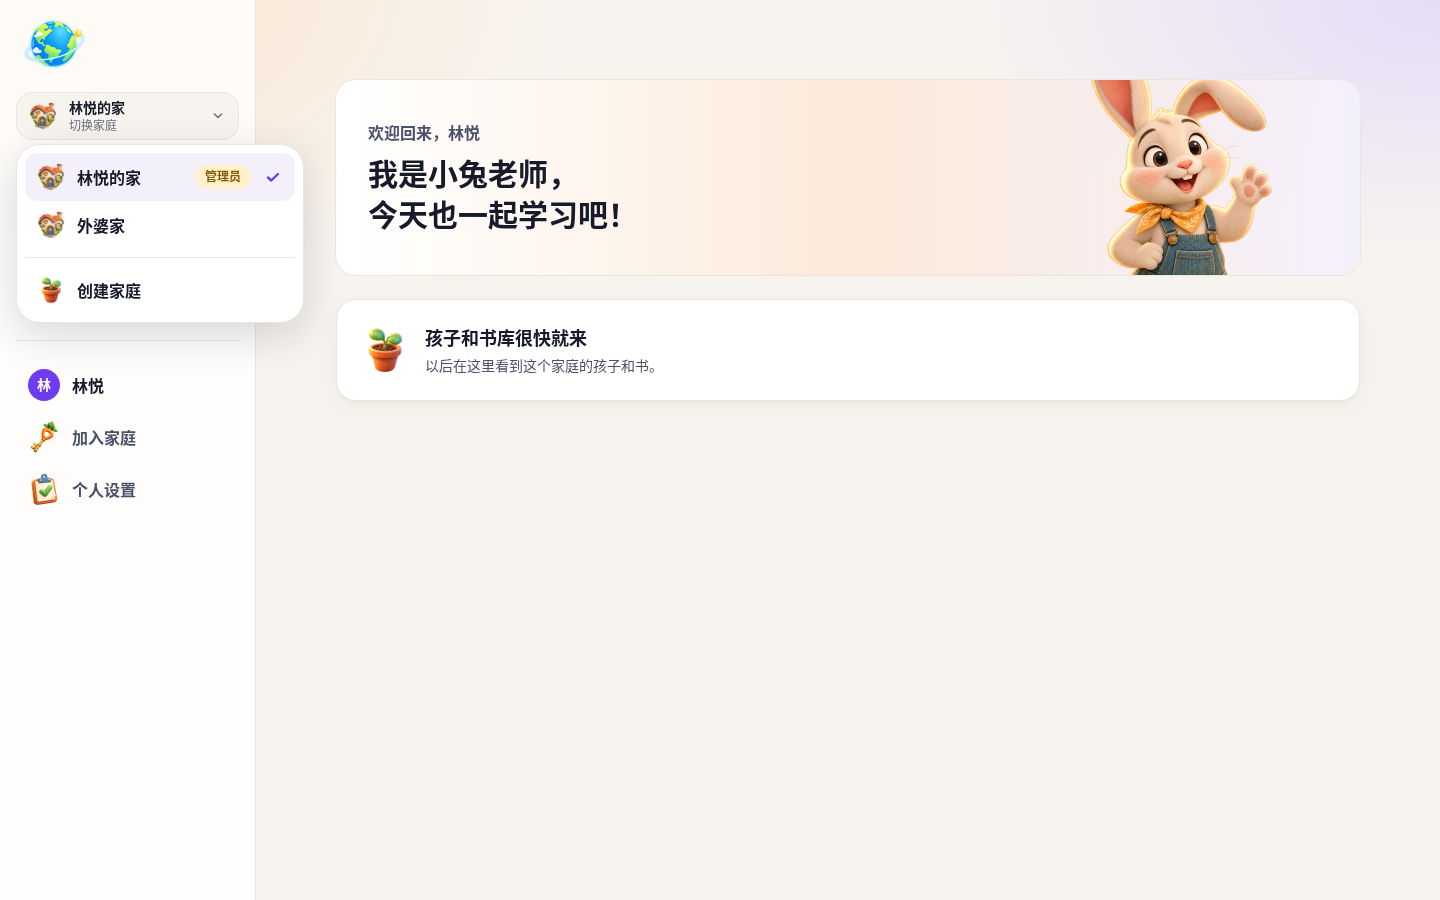 林悦的家
切换家庭
林悦的家
管理员
外婆家
创建家庭
林
林悦
加入家庭
个人设置
欢迎回来，林悦
我是小兔老师，
今天也一起学习吧！
孩子和书库很快就来
以后在这里看到这个家庭的孩子和书。